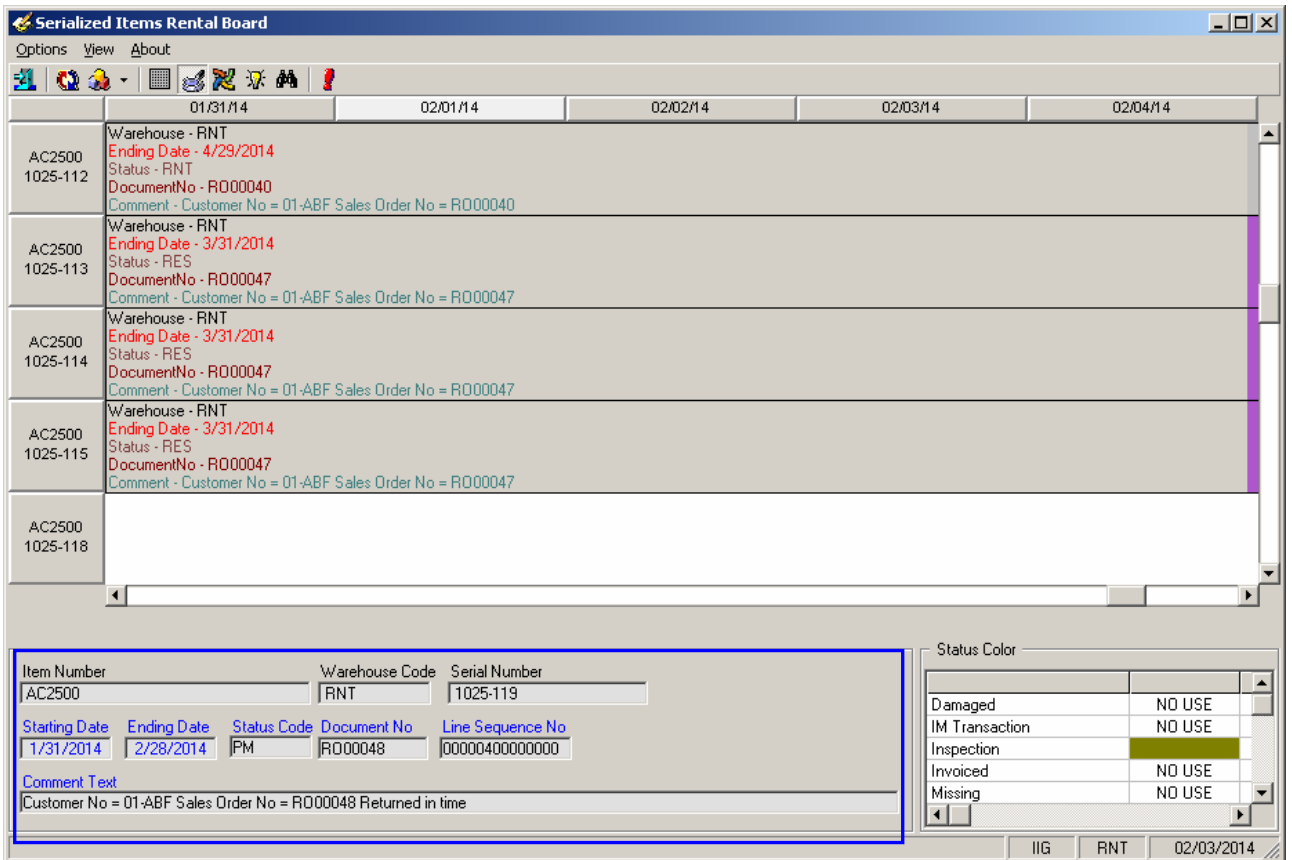 Serialized Items Rental Board
Options View About
01/31/14 02/01/14 02/02/14 02/03/14 02/04/14
AC2500
1025-112
Warehouse - RNT
Ending Date - 4/29/2014
Status - RNT
DocumentNo - RO00040
Comment - Customer No = 01-ABF Sales Order No = RO00040
AC2500
1025-113
Warehouse - RNT
Ending Date - 3/31/2014
Status - RES
DocumentNo - RO00047
Comment - Customer No = 01-ABF Sales Order No = RO00047
AC2500
1025-114
Warehouse - RNT
Ending Date - 3/31/2014
Status - RES
DocumentNo - RO00047
Comment - Customer No = 01-ABF Sales Order No = RO00047
AC2500
1025-115
Warehouse - RNT
Ending Date - 3/31/2014
Status - RES
DocumentNo - RO00047
Comment - Customer No = 01-ABF Sales Order No = RO00047
AC2500
1025-118
Item Number Warehouse Code Serial Number
AC2500 RNT 1025-119
Starting Date Ending Date Status Code Document No Line Sequence No
1/31/2014 2/28/2014 PM RO00048 00000400000000
Comment Text
Customer No = 01-ABF Sales Order No = RO00048 Returned in time
Status Color
Damaged NO USE
IM Transaction NO USE
Inspection
Invoiced NO USE
Missing NO USE
IIG RNT 02/03/2014